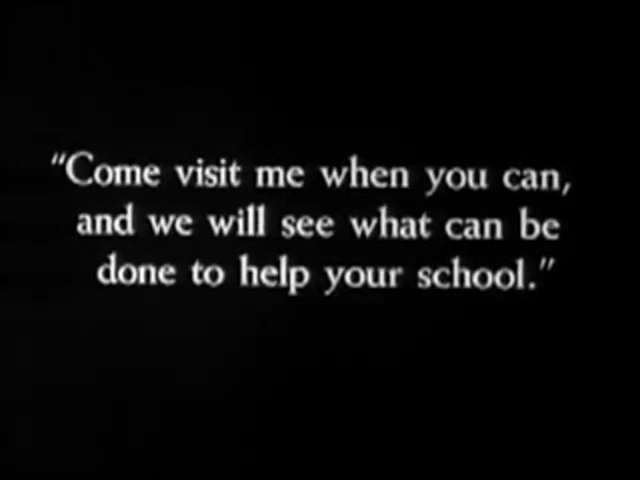 "Come visit me when you can,
and we will see what can be
done to help your school."